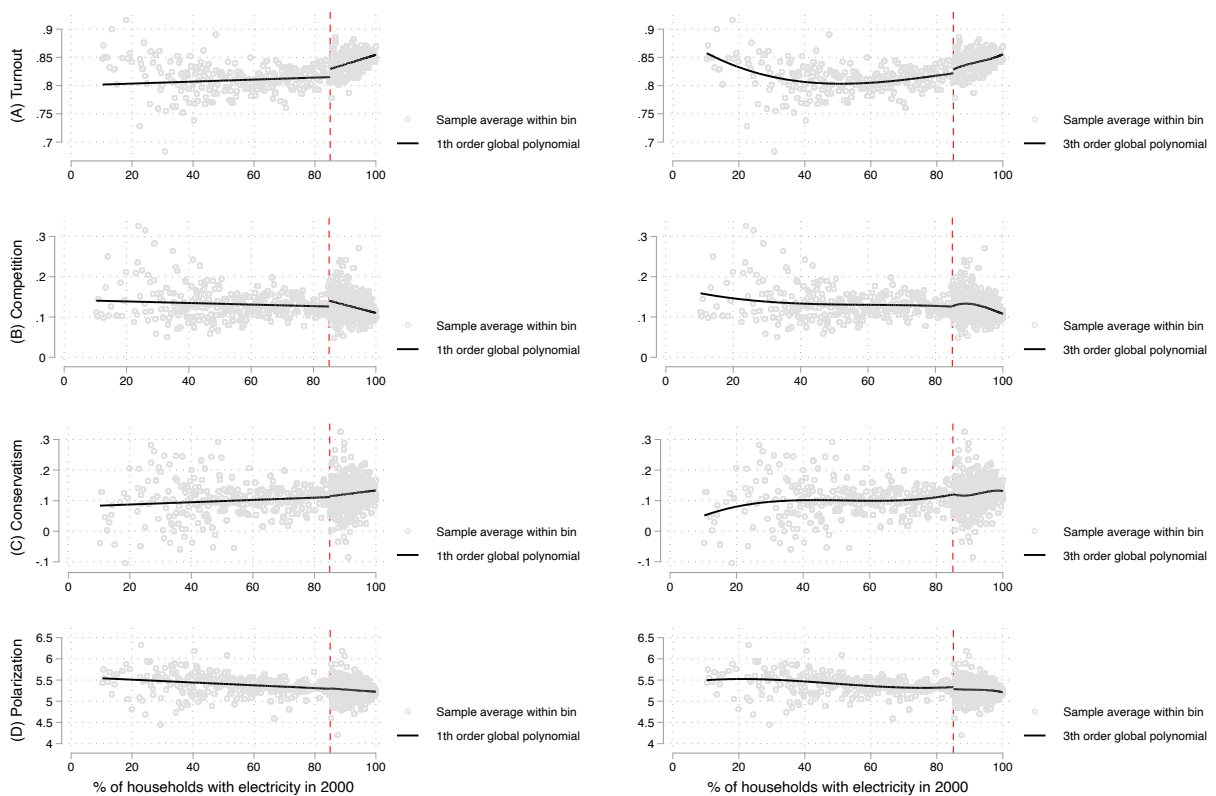 (A) Turnout
.9
.85
.8
.75
.7
0 20 40 60 80 100
Sample average within bin
1th order global polynomial
.9
.85
.8
.75
.7
0 20 40 60 80 100
Sample average within bin
3th order global polynomial
(B) Competition
.3
.2
.1
0
0 20 40 60 80 100
Sample average within bin
1th order global polynomial
.3
.2
.1
0
0 20 40 60 80 100
Sample average within bin
3th order global polynomial
(C) Conservatism
.3
.2
.1
0
-.1
0 20 40 60 80 100
Sample average within bin
1th order global polynomial
.3
.2
.1
0
-.1
0 20 40 60 80 100
Sample average within bin
3th order global polynomial
(D) Polarization
6.5
6
5.5
5
4.5
4
0 20 40 60 80 100
% of households with electricity in 2000
Sample average within bin
1th order global polynomial
6.5
6
5.5
5
4.5
4
0 20 40 60 80 100
% of households with electricity in 2000
Sample average within bin
3th order global polynomial